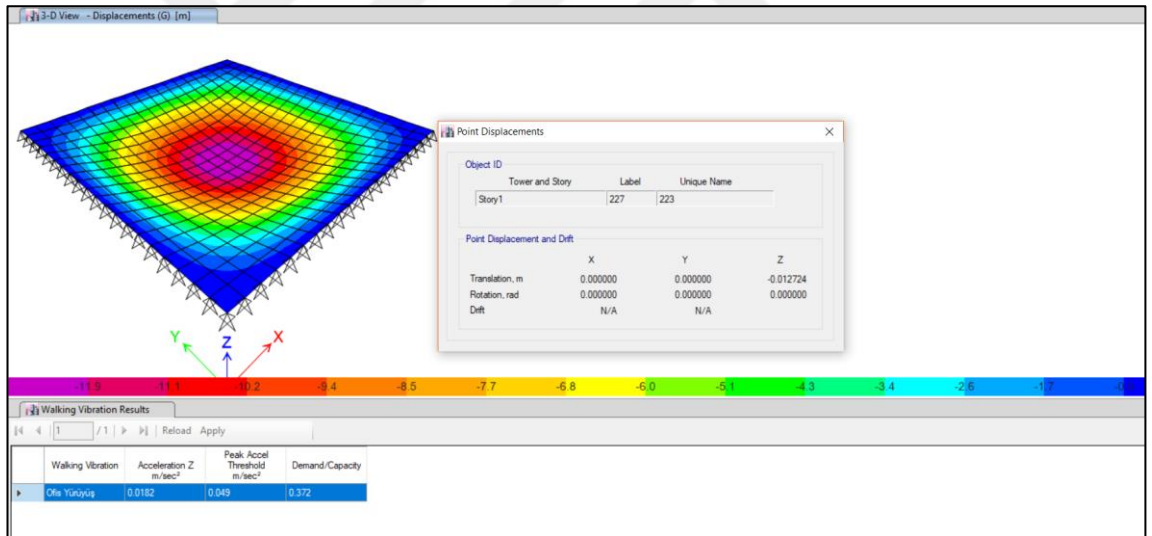 3-D View - Displacements (G) [m]
Point Displacements
Object ID
Tower and Story Label Unique Name
Story1 227 223
Point Displacement and Drift
X Y Z
Translation, m 0.000000 0.000000 -0.012724
Rotation, rad 0.000000 0.000000 0.000000
Drift N/A N/A
Y Z X
-11.9 -11.1 -10.2 -9.4 -8.5 -7.7 -6.8 -6.0 -5.1 -4.3 -3.4 -2.6 -1.7
Walking Vibration Results
1 / 1 Reload Apply
Walking Vibration Acceleration Z m/sec² Peak Accel Threshold m/sec² Demand/Capacity
Ofis Yürüyüş 0.0182 0.049 0.372